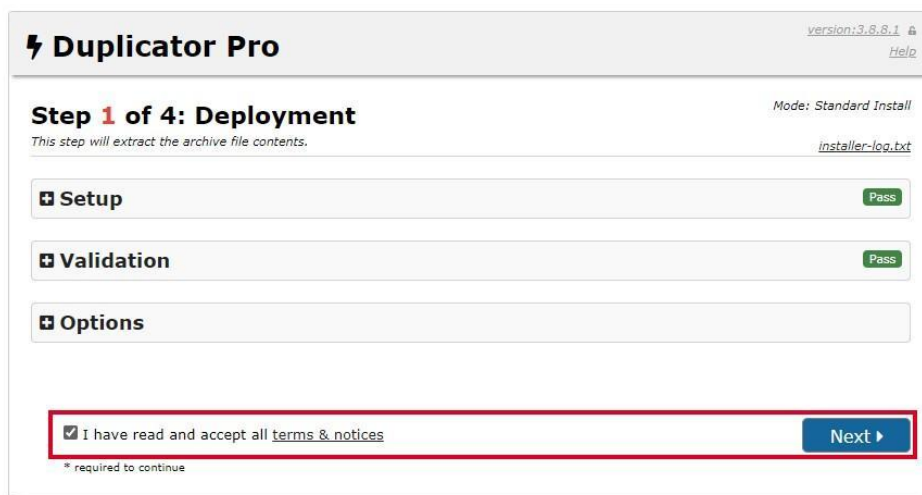 Duplicator Pro
version:3.8.8.1
Help
Step 1 of 4: Deployment
Mode: Standard Install
This step will extract the archive file contents.
installer-log.txt
Setup
Pass
Validation
Pass
Options
I have read and accept all terms & notices
Next
* required to continue